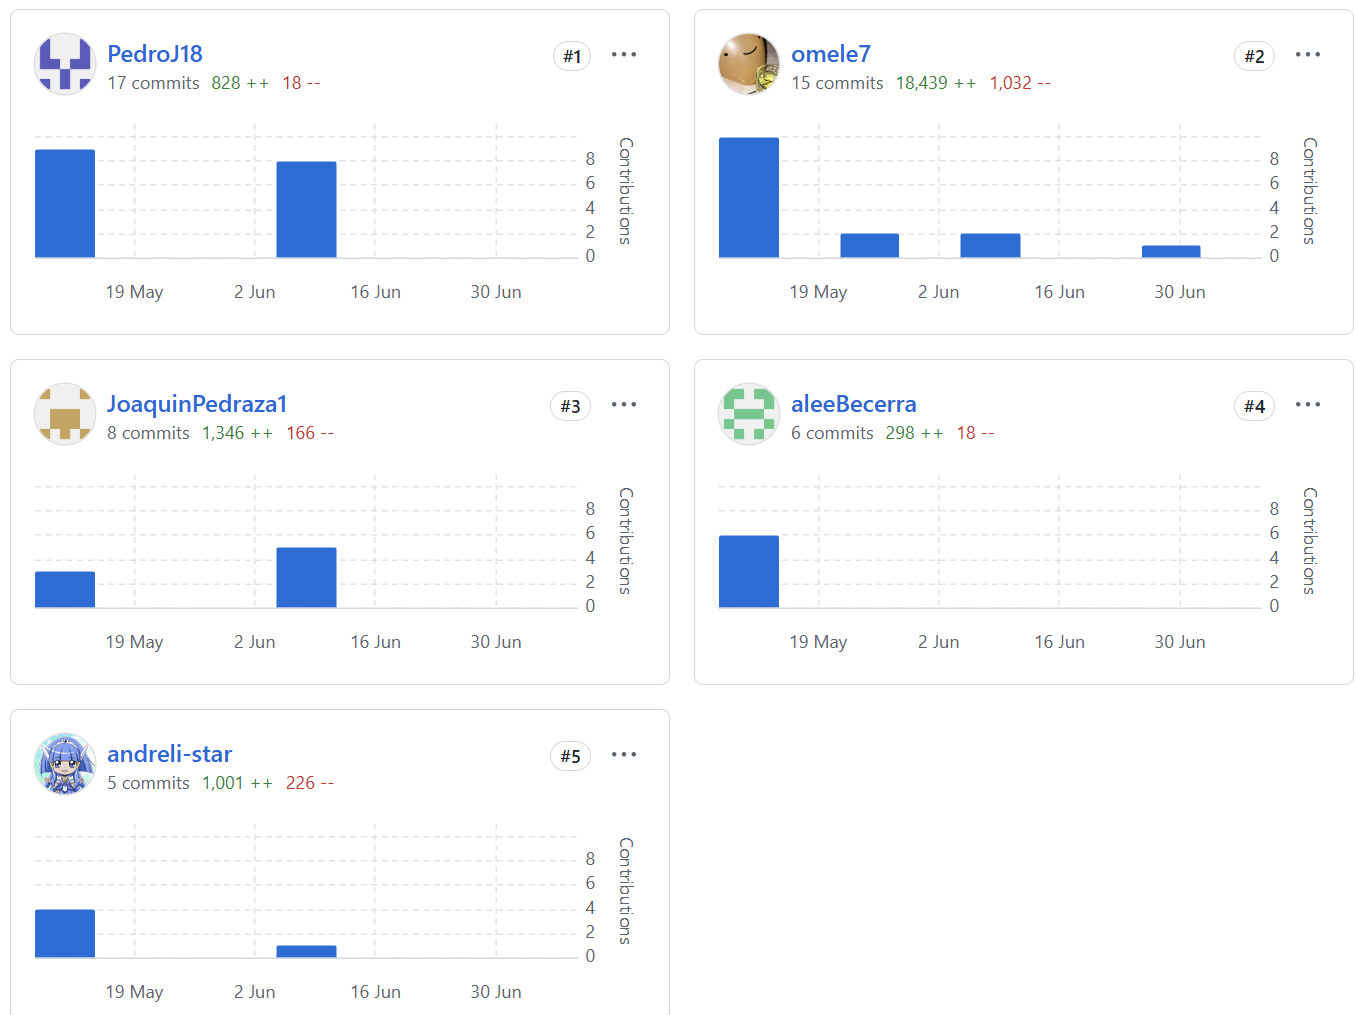 PedroJ18
#1
17 commits 828 ++ 18 --
8
6
4
2
0
Contributions
19 May 2 Jun 16 Jun 30 Jun
omele7
#2
15 commits 18,439 ++ 1,032 --
8
6
4
2
0
Contributions
19 May 2 Jun 16 Jun 30 Jun
JoaquinPedraza1
#3
8 commits 1,346 ++ 166 --
8
6
4
2
0
Contributions
19 May 2 Jun 16 Jun 30 Jun
aleeBecerra
#4
6 commits 298 ++ 18 --
8
6
4
2
0
Contributions
19 May 2 Jun 16 Jun 30 Jun
andreli-star
#5
5 commits 1,001 ++ 226 --
8
6
4
2
0
Contributions
19 May 2 Jun 16 Jun 30 Jun